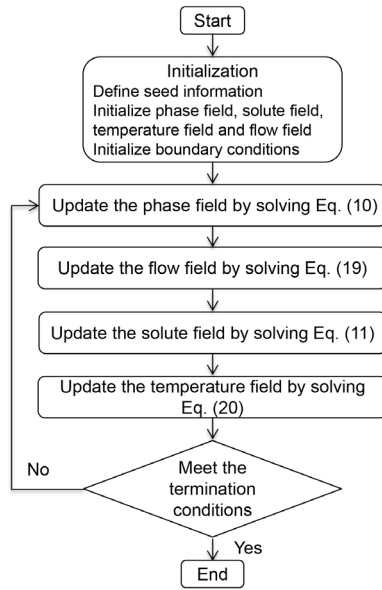 Start
Initialization
Define seed information
Initialize phase field, solute field,
temperature field and flow field
Initialize boundary conditions
Update the phase field by solving Eq. (10)
Update the flow field by solving Eq. (19)
Update the solute field by solving Eq. (11)
Update the temperature field by solving
Eq. (20)
No
Meet the
termination
conditions
Yes
End